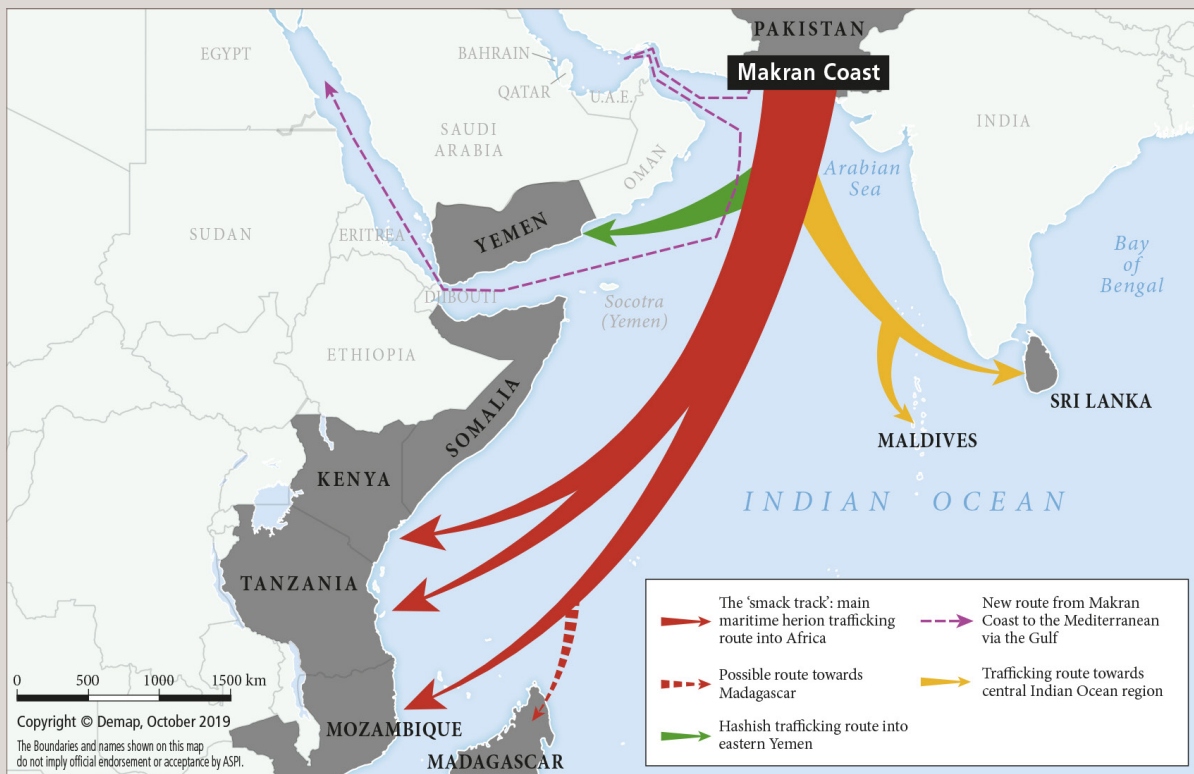 PAKISTAN
Makran Coast
EGYPT
BAHRAIN
QATAR
U.A.E.
SAUDI
ARABIA
OMAN
INDIA
Arabian
Sea
YEMEN
SUDAN
ERITREA
DJIBOUTI
Socotra
(Yemen)
Bay
of
Bengal
ETHIOPIA
SOMALIA
SRI LANKA
MALDIVES
KENYA
INDIAN OCEAN
TANZANIA
MOZAMBIQUE
MADAGASCAR
The ‘smack track’: main
maritime herion trafficking
route into Africa
Possible route towards
Madagascar
Hashish trafficking route into
eastern Yemen
New route from Makran
Coast to the Mediterranean
via the Gulf
Trafficking route towards
central Indian Ocean region
0 500 1000 1500 km
Copyright © Demap, October 2019
The Boundaries and names shown on this map
do not imply official endorsement or acceptance by ASPI.